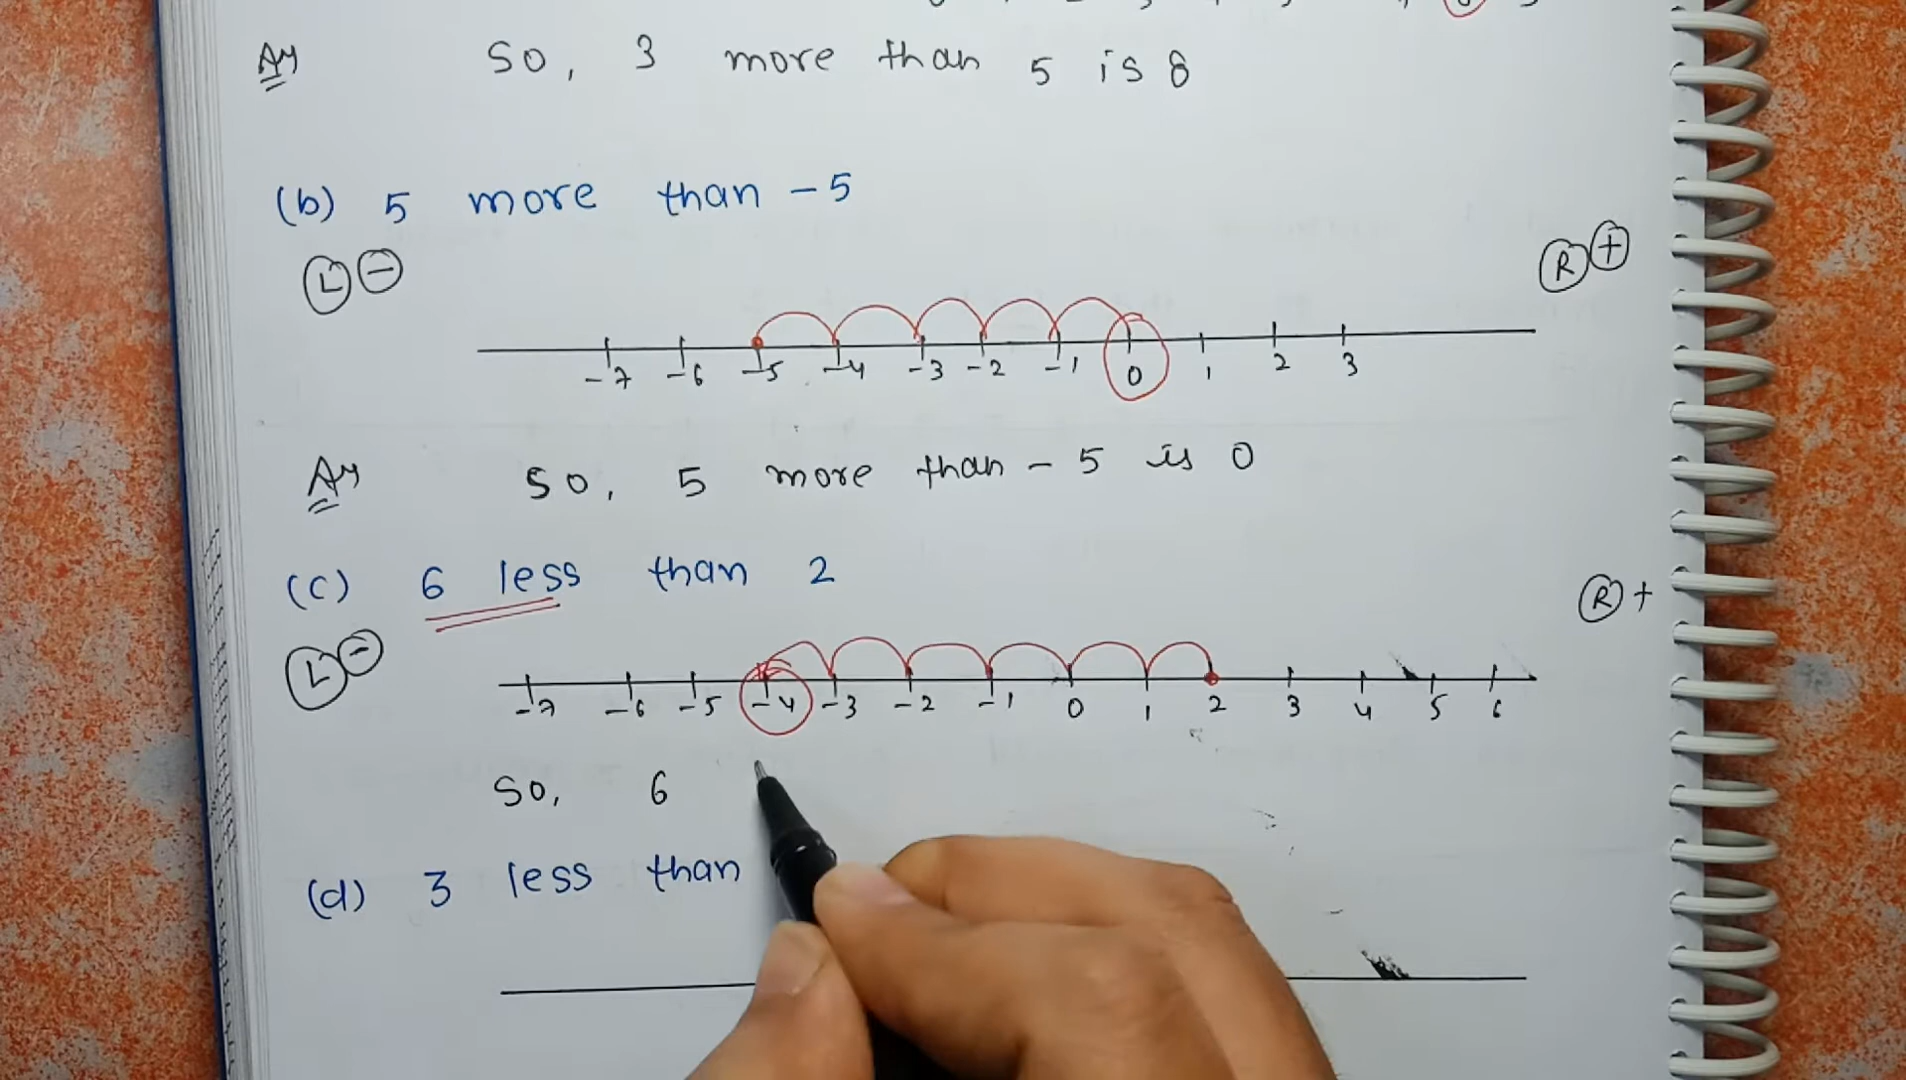 Ans So, 3 more than 5 is 8
(b) 5 more than -5
L - R +
-7 -6 -5 -4 -3 -2 -1 0 1 2 3
Ans So, 5 more than - 5 is 0
(c) 6 less than 2
R +
L -
-7 -6 -5 -4 -3 -2 -1 0 1 2 3 4 5 6
So, 6
(d) 3 less than